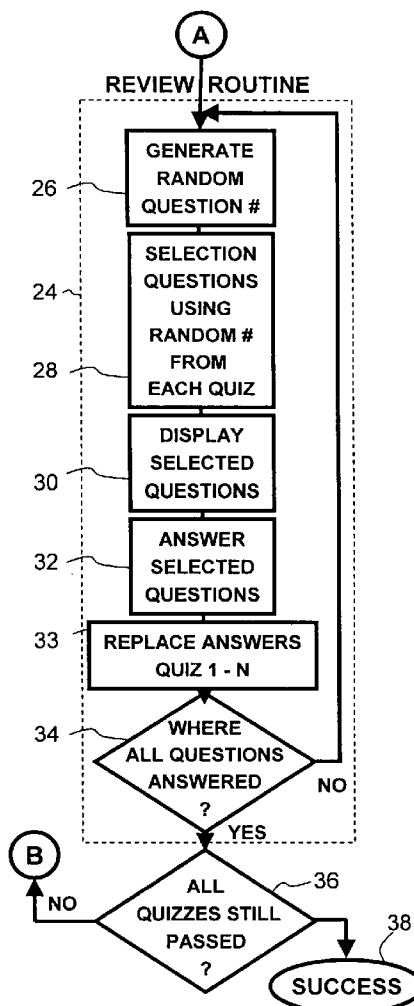 A
REVIEW ROUTINE
GENERATE
RANDOM
QUESTION #
26
SELECTION
QUESTIONS
USING
RANDOM #
FROM
EACH QUIZ
24
28
DISPLAY
SELECTED
QUESTIONS
30
ANSWER
SELECTED
QUESTIONS
32
33
REPLACE ANSWERS
QUIZ 1 - N
34
WHERE
ALL QUESTIONS
ANSWERED
?
NO
YES
B
NO
ALL
QUIZZES STILL
PASSED
?
36
38
SUCCESS